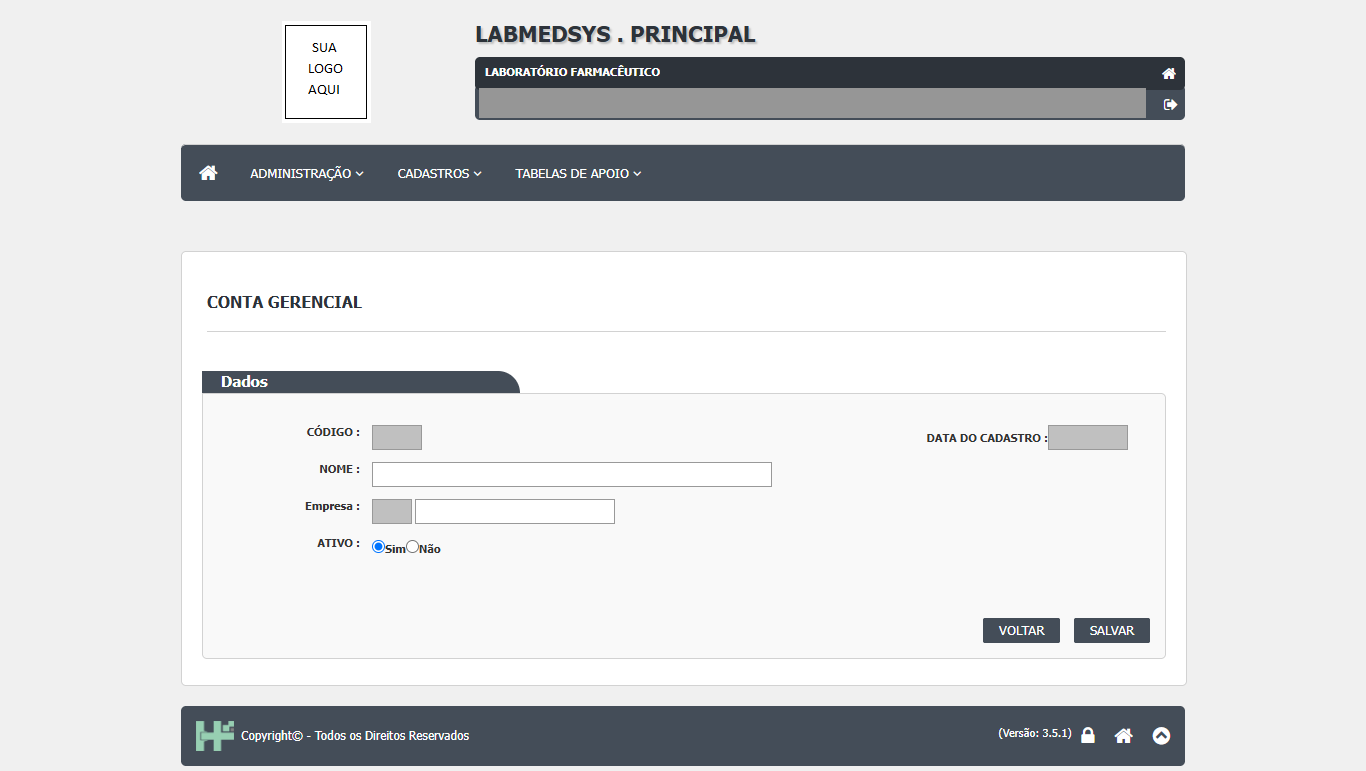 SUA
LOGO
AQUI
LABMEDSYS . PRINCIPAL
LABORATÓRIO FARMACÊUTICO
ADMINISTRAÇÃO CADASTROS TABELAS DE APOIO
CONTA GERENCIAL
Dados
CÓDIGO : DATA DO CADASTRO :
NOME :
Empresa :
ATIVO : Sim Não
VOLTAR SALVAR
Copyright© - Todos os Direitos Reservados (Versão: 3.5.1)